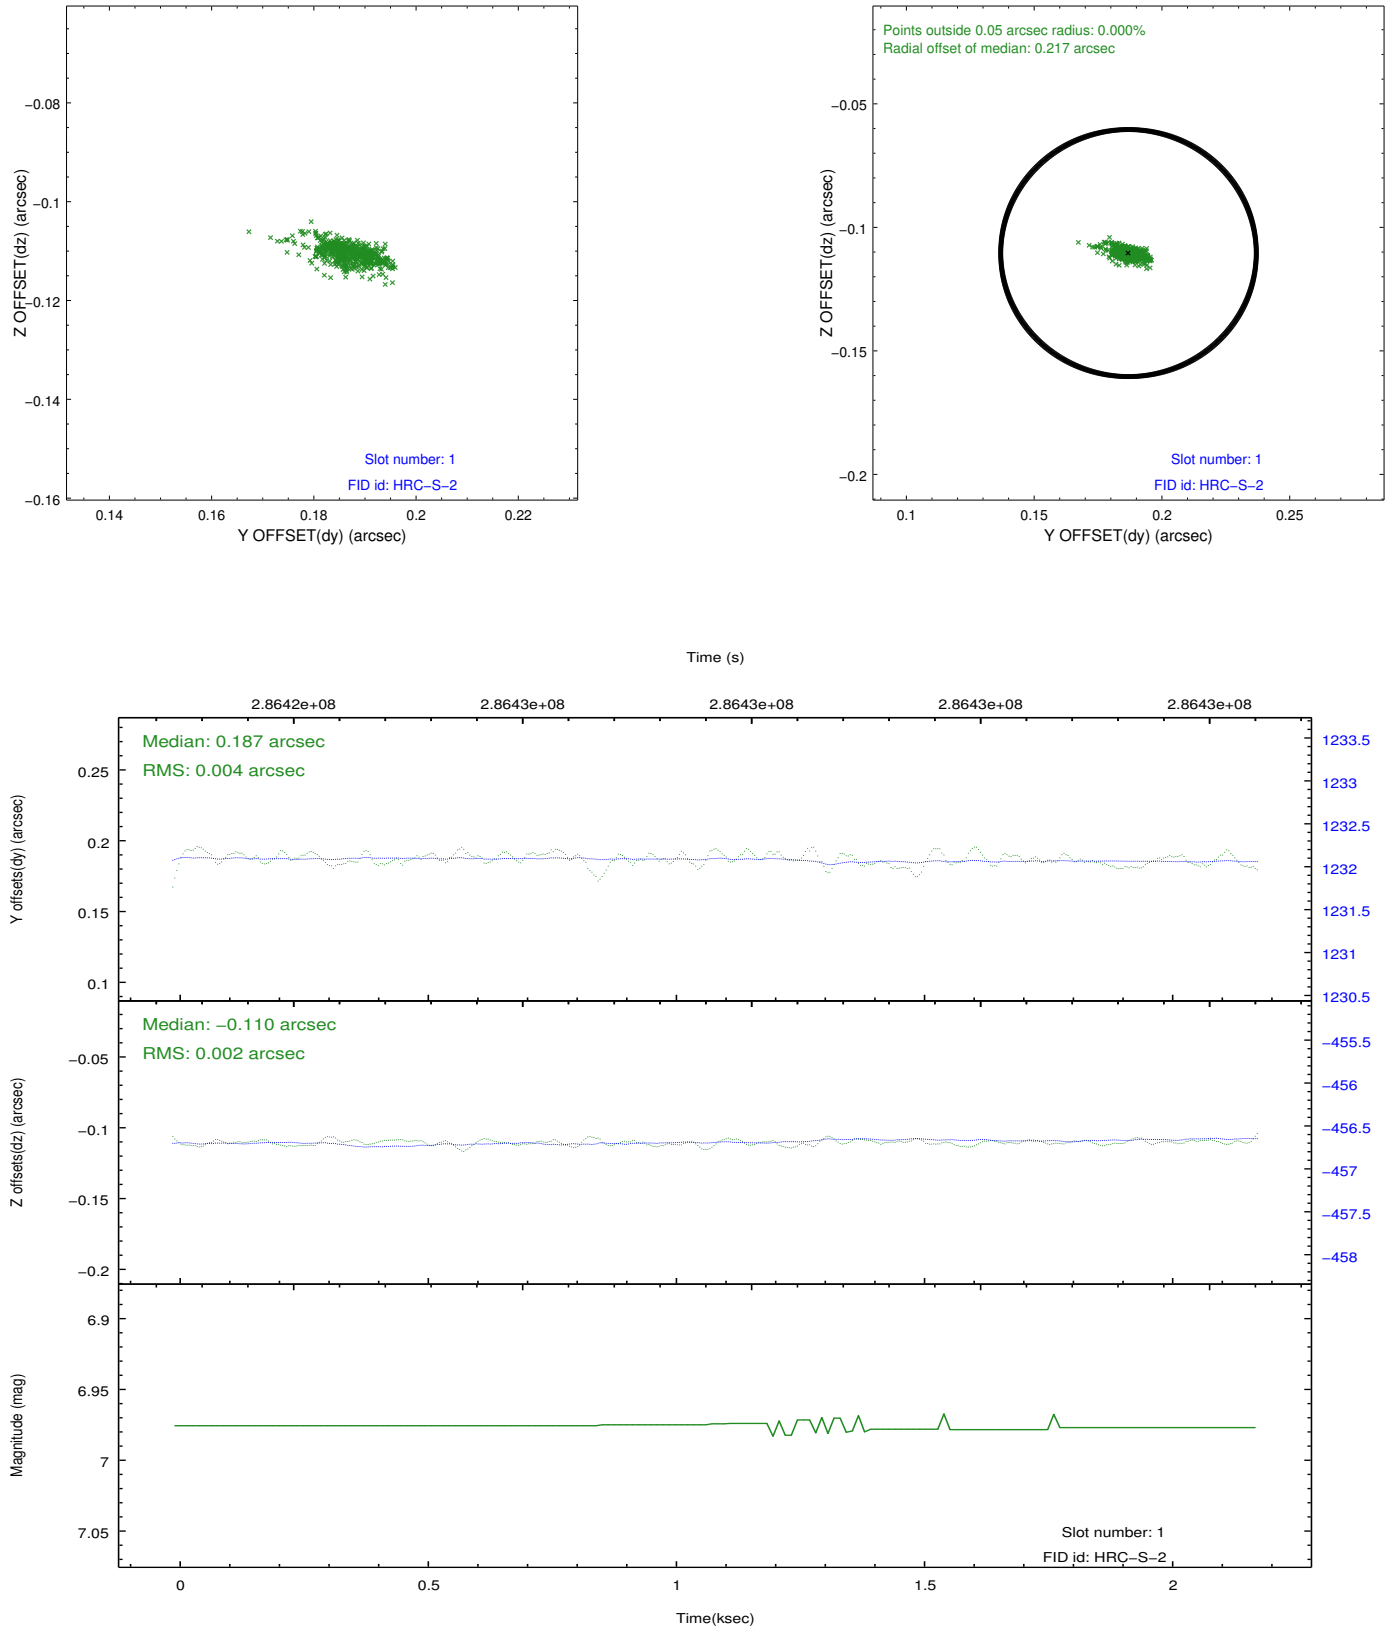 −0.08
−0.1
−0.12
−0.14
−0.16
Z OFFSET(dz) (arcsec)
0.14
0.16
0.18
0.2
0.22
Y OFFSET(dy) (arcsec)
Slot number: 1
FID id: HRC−S−2
Points outside 0.05 arcsec radius: 0.000%
Radial offset of median: 0.217 arcsec
−0.05
−0.1
−0.15
−0.2
Z OFFSET(dz) (arcsec)
0.1
0.15
0.2
0.25
Y OFFSET(dy) (arcsec)
Slot number: 1
FID id: HRC−S−2
Time (s)
2.8642e+08
2.8643e+08
2.8643e+08
2.8643e+08
2.8643e+08
Median: 0.187 arcsec
RMS: 0.004 arcsec
0.25
0.2
0.15
0.1
Y offsets(dy) (arcsec)
1233.5
1233
1232.5
1232
1231.5
1231
1230.5
Median: −0.110 arcsec
RMS: 0.002 arcsec
−0.05
−0.1
−0.15
−0.2
Z offsets(dz) (arcsec)
−455.5
−456
−456.5
−457
−457.5
−458
6.9
6.95
7
7.05
Magnitude (mag)
Slot number: 1
FID id: HRC−S−2
0
0.5
1
1.5
2
Time(ksec)